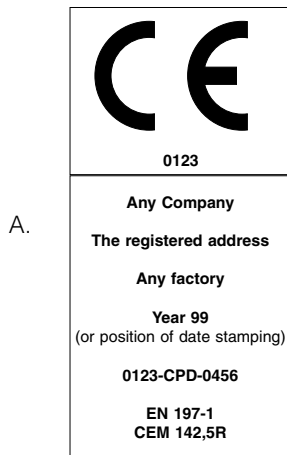 CE
0123
A.
Any Company
The registered address
Any factory
Year 99
(or position of date stamping)
0123-CPD-0456
EN 197-1
CEM 142,5R